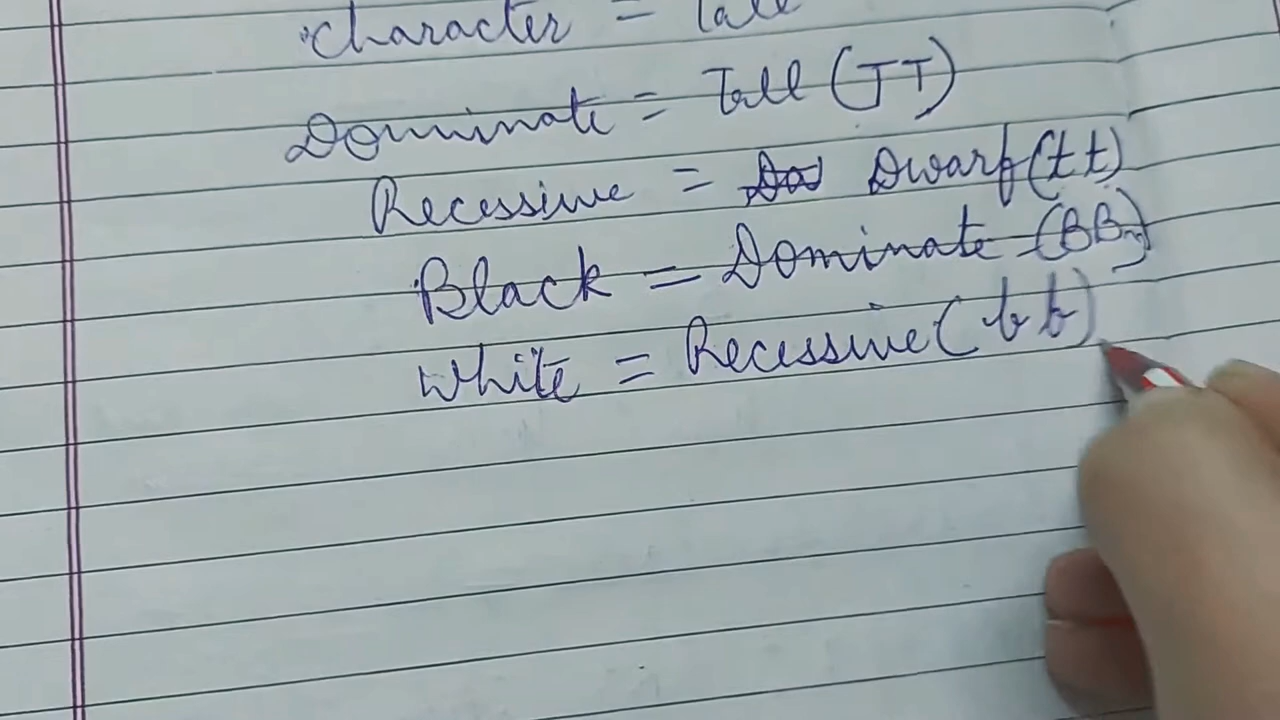 Character = Tall
Dominate = Tall (TT)
Recessive = Dwarf (tt)
Black = Dominate (BB)
White = Recessive (bb)